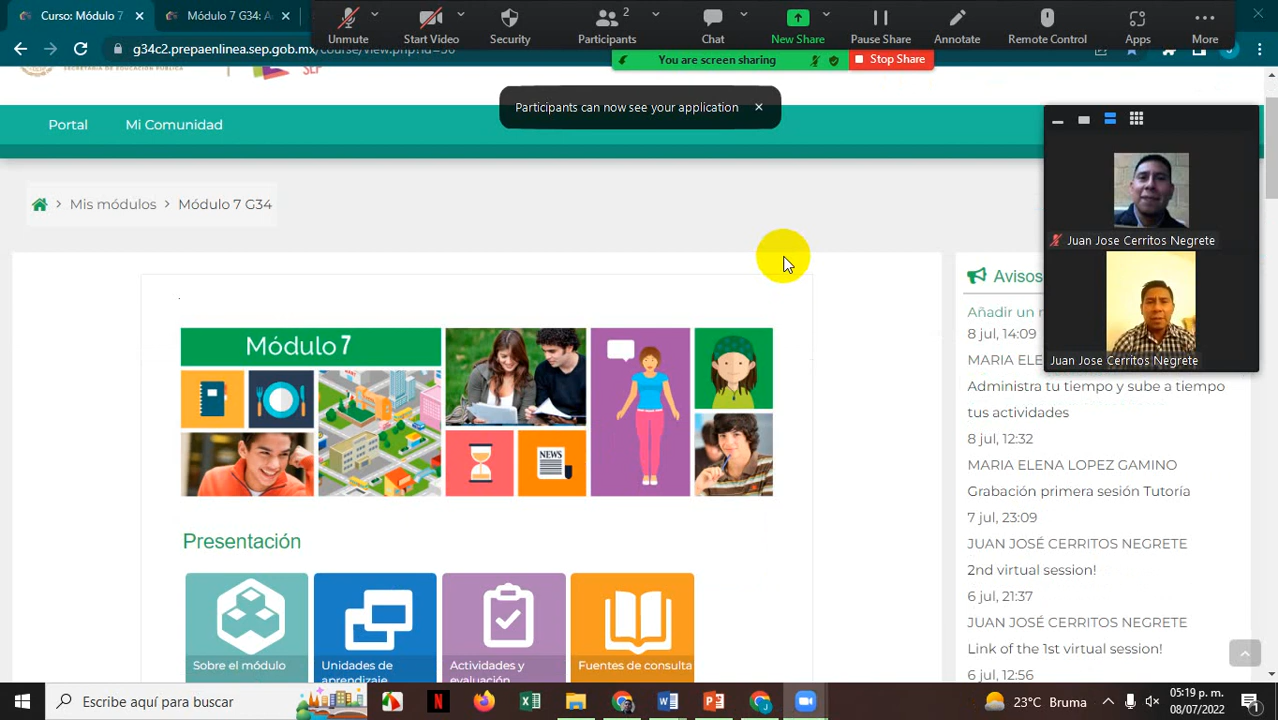 Curso: Módulo 7
Módulo 7 G34: A
Unmute
Start Video
Security
2
Participants
Chat
New Share
Pause Share
Annotate
Remote Control
Apps
More
g34c2.prepaenlinea.sep.gob.mx/course/view.php?id=30
You are screen sharing
Stop Share
SECRETARÍA DE EDUCACIÓN PÚBLICA
Participants can now see your application
Portal
Mi Comunidad
Mis módulos
Módulo 7 G34
Juan Jose Cerritos Negrete
Juan Jose Cerritos Negrete
Módulo 7
NEWS
Presentación
Sobre el módulo
Unidades de aprendizaje
Actividades y evaluación
Fuentes de consulta
Avisos
8 jul, 14:09
MARIA ELE
Administra tu tiempo y sube a tiempo
tus actividades
8 jul, 12:32
MARIA ELENA LOPEZ GAMINO
Grabación primera sesión Tutoría
7 jul, 23:09
JUAN JOSÉ CERRITOS NEGRETE
2nd virtual session!
6 jul, 21:37
JUAN JOSÉ CERRITOS NEGRETE
Link of the 1st virtual session!
6 jul, 12:56
Escribe aquí para buscar
23°C Bruma
05:19 p. m.
08/07/2022
1